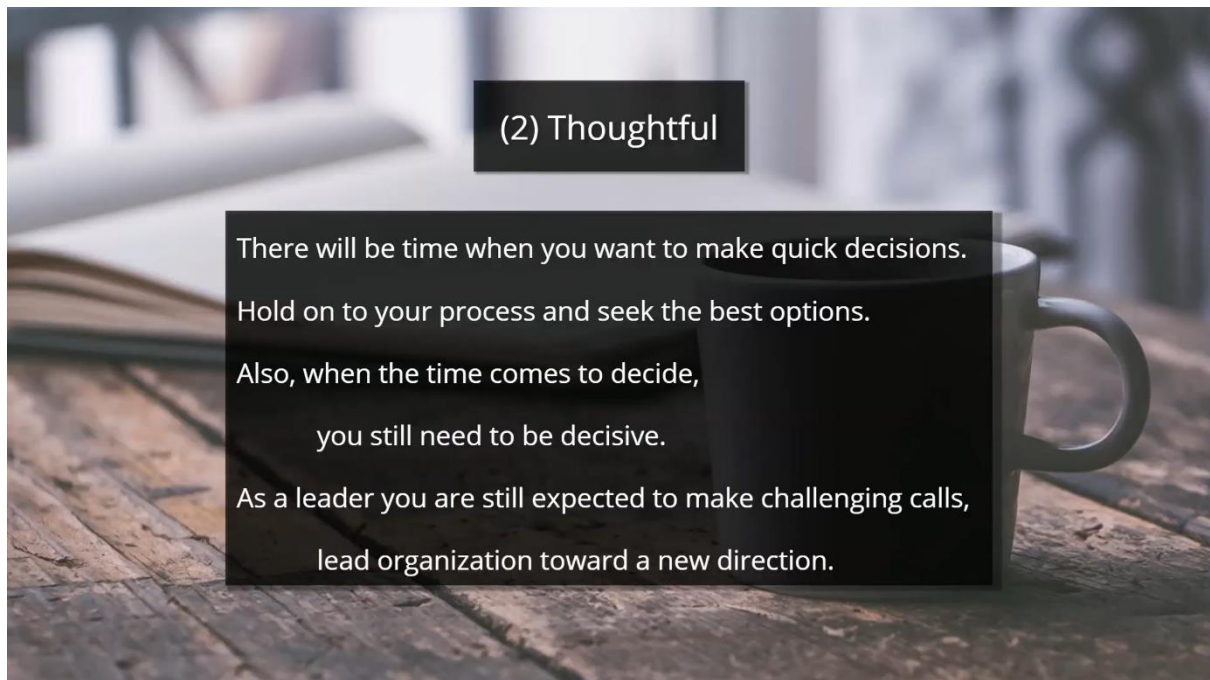 (2) Thoughtful
There will be time when you want to make quick decisions.
Hold on to your process and seek the best options.
Also, when the time comes to decide,
you still need to be decisive.
As a leader you are still expected to make challenging calls,
lead organization toward a new direction.